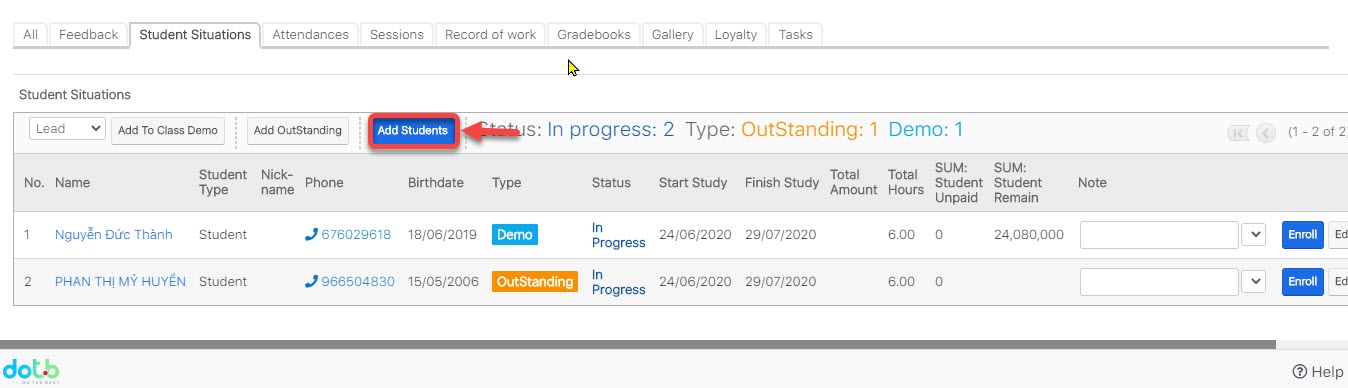 All Feedback Student Situations Attendances Sessions Record of work Gradebooks Gallery Loyalty Tasks
Student Situations
Lead Add To Class Demo Add OutStanding Add Students Status: In progress: 2 Type: OutStanding: 1 Demo: 1 (1 - 2 of 2)
No. Name Student Type Nick-name Phone Birthdate Type Status Start Study Finish Study Total Amount Total Hours SUM: Student Unpaid SUM: Student Remain Note
1 Nguyễn Đức Thành Student 676029618 18/06/2019 Demo In Progress 24/06/2020 29/07/2020 6.00 0 24,080,000 Enroll Ed
2 PHAN THỊ MỶ HUYỀN Student 966504830 15/05/2006 OutStanding In Progress 24/06/2020 29/07/2020 6.00 0 Enroll Ed
dotb
Help